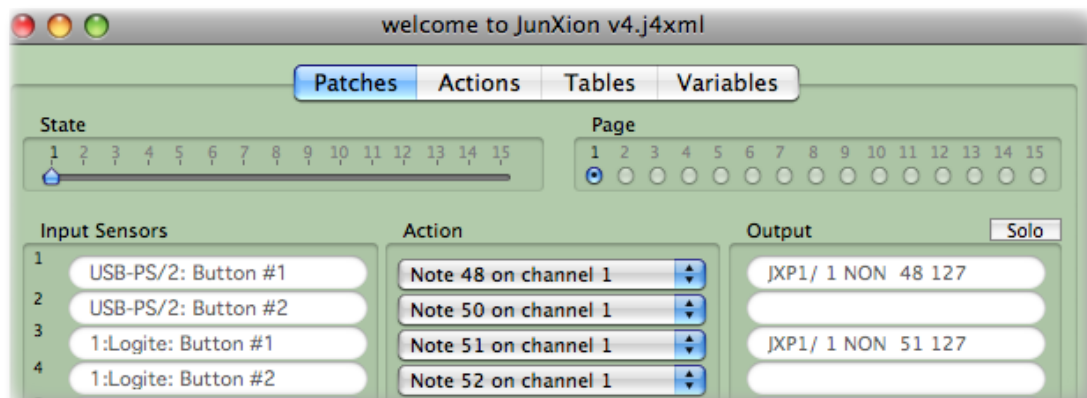 welcome to JunXion v4.j4xml
Patches Actions Tables Variables
State Page
1 2 3 4 5 6 7 8 9 10 11 12 13 14 15 1 2 3 4 5 6 7 8 9 10 11 12 13 14 15
Input Sensors Action Output Solo
1 USB-PS/2: Button #1 Note 48 on channel 1 JXP1/ 1 NON 48 127
2 USB-PS/2: Button #2 Note 50 on channel 1
3 1:Logite: Button #1 Note 51 on channel 1 JXP1/ 1 NON 51 127
4 1:Logite: Button #2 Note 52 on channel 1